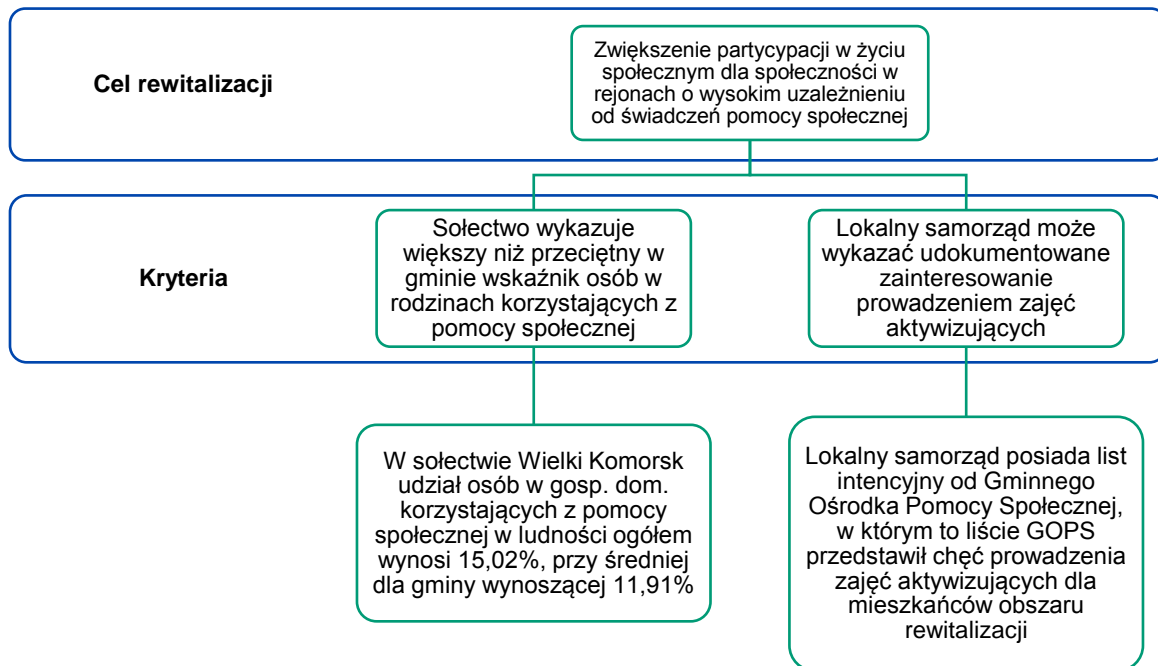 Cel rewitalizacji
Zwiększenie partycypacji w życiu
społecznym dla społeczności w
rejonach o wysokim uzależnieniu
od świadczeń pomocy społecznej
Kryteria
Sołectwo wykazuje
większy niż przeciętny w
gminie wskaźnik osób w
rodzinach korzystających z
pomocy społecznej
Lokalny samorząd może
wykazać udokumentowane
zainteresowanie
prowadzeniem zajęć
aktywizujących
W sołectwie Wielki Komorsk
udział osób w gosp. dom.
korzystających z pomocy
społecznej w ludności ogółem
wynosi 15,02%, przy średniej
dla gminy wynoszącej 11,91%
Lokalny samorząd posiada list
intencyjny od Gminnego
Ośrodka Pomocy Społecznej,
w którym to liście GOPS
przedstawił chęć prowadzenia
zajęć aktywizujących dla
mieszkańców obszaru
rewitalizacji